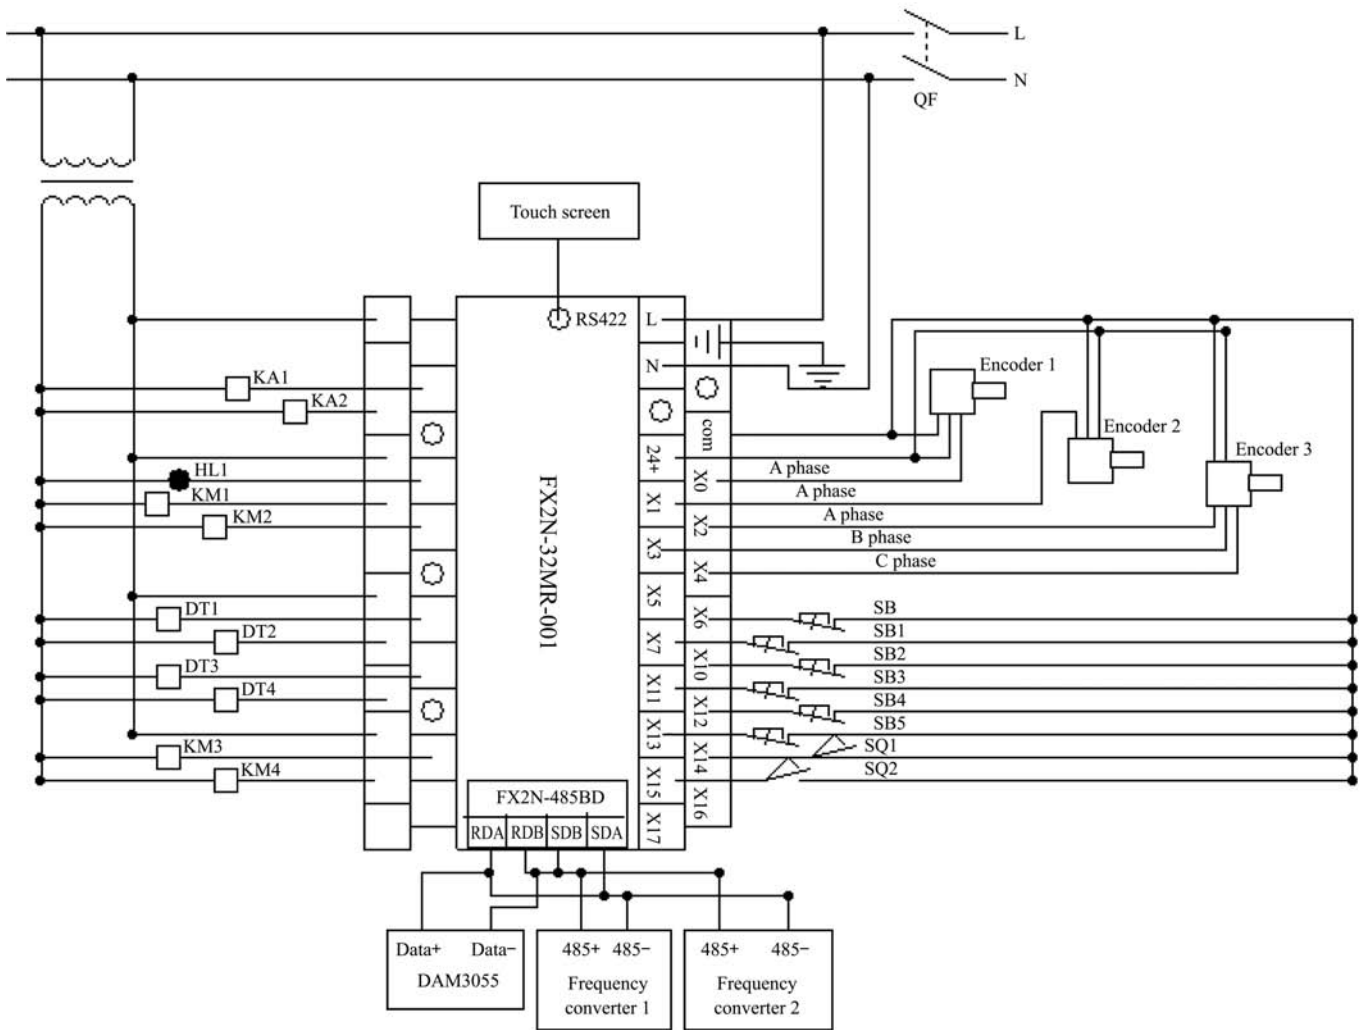 L
N
QF
Touch screen
RS422
L
N
com
24+
X0
X1
X2
X3
X4
X5
X6
X7
X10
X11
X12
X13
X14
X15
X16
X17
FX2N-32MR-001
KA1
KA2
HL1
KM1
KM2
DT1
DT2
DT3
DT4
KM3
KM4
Encoder 1
Encoder 2
Encoder 3
A phase
A phase
A phase
B phase
C phase
SB
SB1
SB2
SB3
SB4
SB5
SQ1
SQ2
FX2N-485BD
RDA RDB SDB SDA
Data+ Data−
DAM3055
485+ 485−
Frequency
converter 1
485+ 485−
Frequency
converter 2